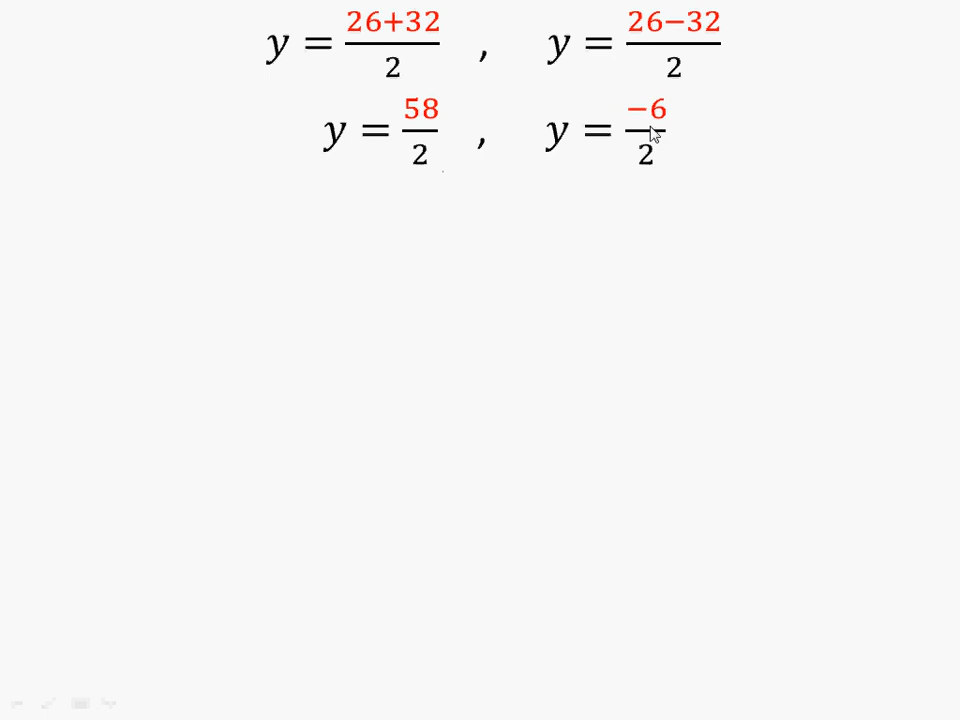 y = 26+32/2 , y = 26−32/2
y = 58/2 , y = −6/2